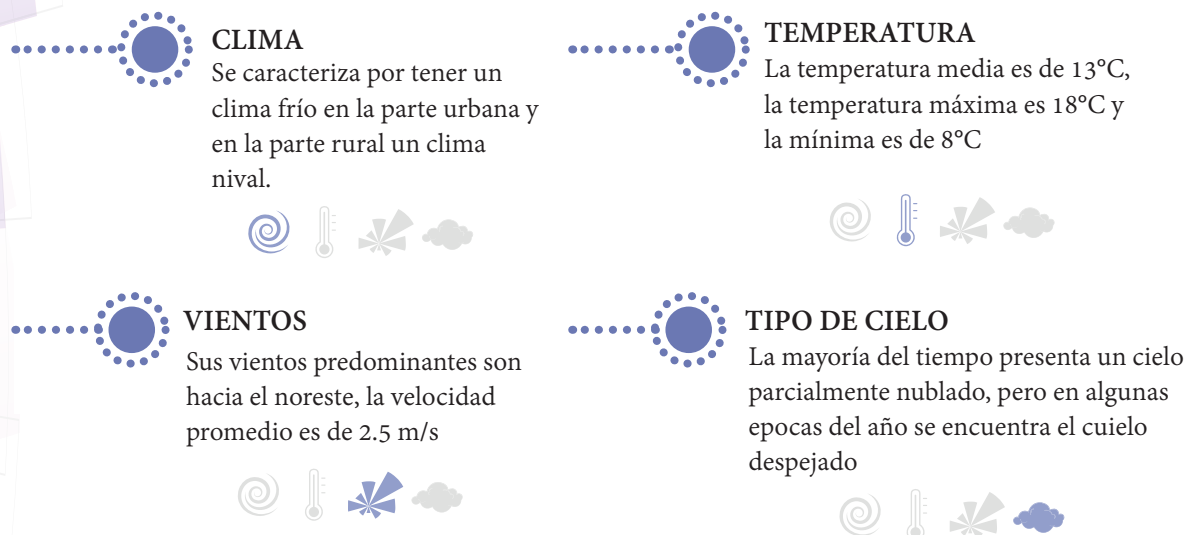 CLIMA
Se caracteriza por tener un
clima frío en la parte urbana y
en la parte rural un clima
nival.
TEMPERATURA
La temperatura media es de 13°C,
la temperatura máxima es 18°C y
la mínima es de 8°C
VIENTOS
Sus vientos predominantes son
hacia el noreste, la velocidad
promedio es de 2.5 m/s
TIPO DE CIELO
La mayoría del tiempo presenta un cielo
parcialmente nublado, pero en algunas
epocas del año se encuentra el cuielo
despejado